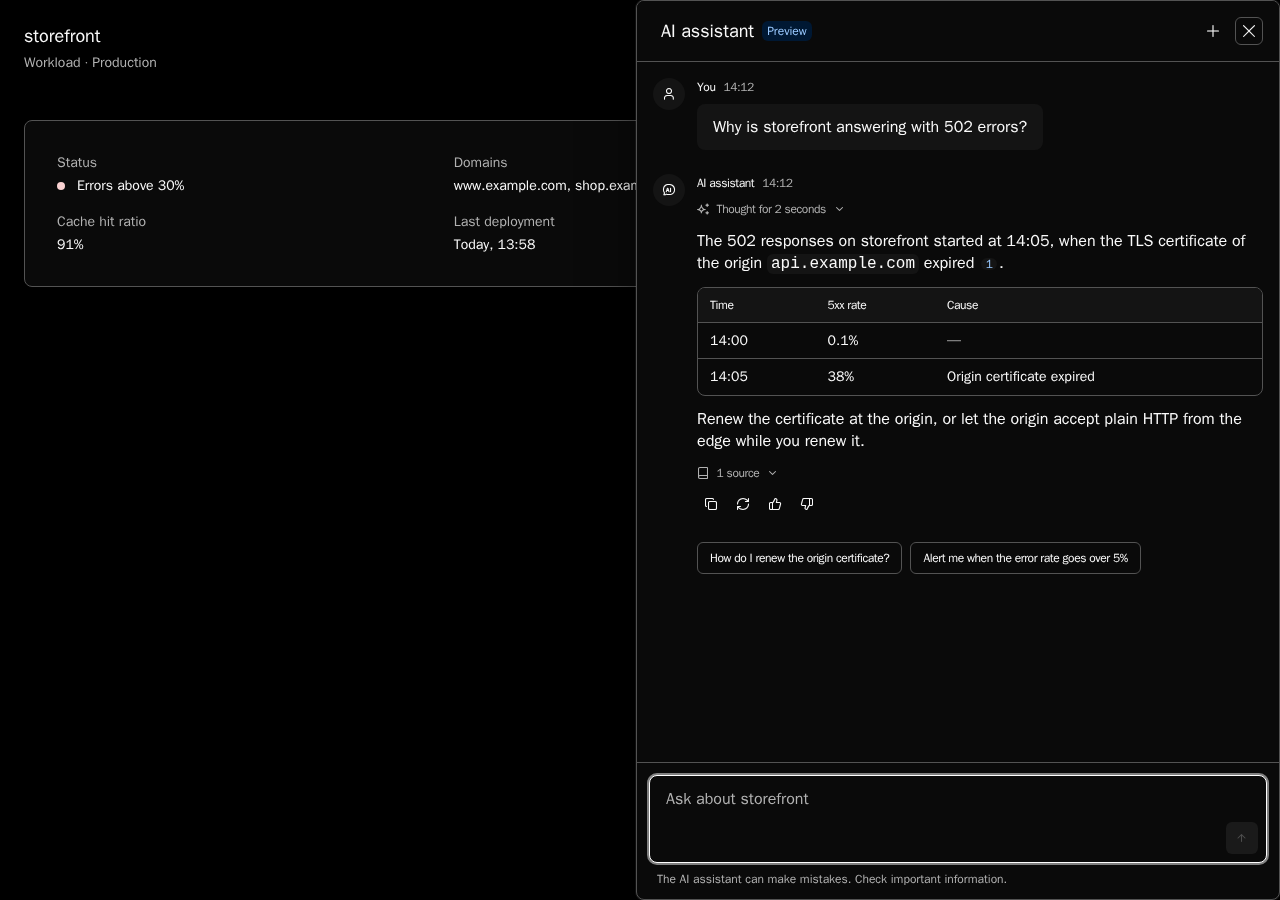 storefront
Workload · Production
Status
Errors above 30%
Domains
www.example.com, shop.exam
Cache hit ratio
91%
Last deployment
Today, 13:58
AI assistant Preview
You 14:12
Why is storefront answering with 502 errors?
AI
AI assistant 14:12
Thought for 2 seconds
The 502 responses on storefront started at 14:05, when the TLS certificate of
the origin api.example.com expired 1 .
Time 5xx rate Cause
14:00 0.1% —
14:05 38% Origin certificate expired
Renew the certificate at the origin, or let the origin accept plain HTTP from the
edge while you renew it.
1 source
How do I renew the origin certificate? Alert me when the error rate goes over 5%
Ask about storefront
The AI assistant can make mistakes. Check important information.